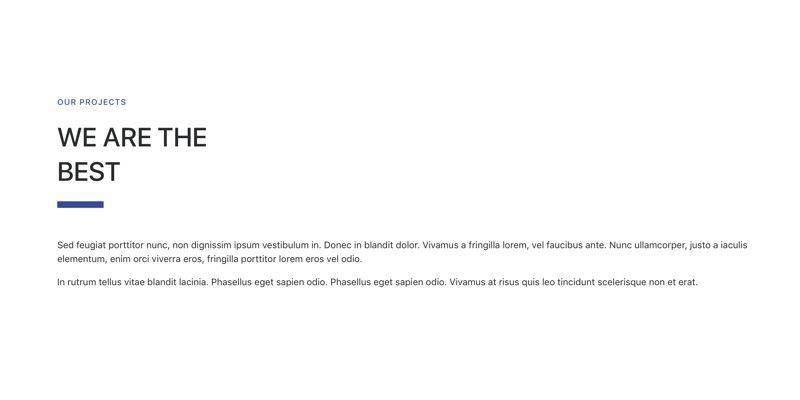 OUR PROJECTS
WE ARE THE
BEST
Sed feugiat porttitor nunc, non dignissim ipsum vestibulum in. Donec in blandit dolor. Vivamus a fringilla lorem, vel faucibus ante. Nunc ullamcorper, justo a iaculis
elementum, enim orci viverra eros, fringilla porttitor lorem eros vel odio.
In rutrum tellus vitae blandit lacinia. Phasellus eget sapien odio. Phasellus eget sapien odio. Vivamus at risus quis leo tincidunt scelerisque non et erat.